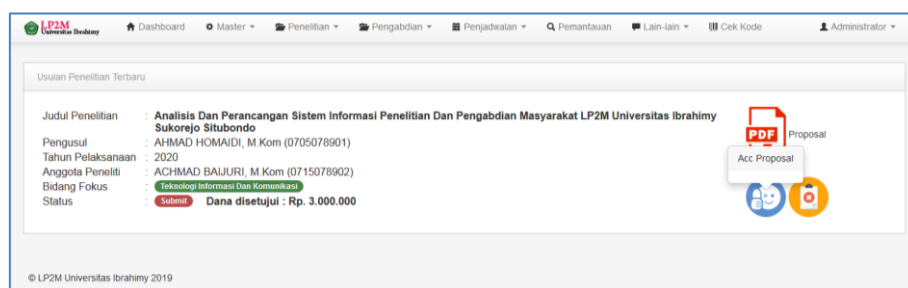 LP2M
Universitas Ibrahimy
Dashboard Master Penelitian Pengabdian Penjadwalan Pemantauan Lain-lain Cek Kode Administrator
Usulan Penelitian Terbaru
Judul Penelitian : Analisis Dan Perancangan Sistem Informasi Penelitian Dan Pengabdian Masyarakat LP2M Universitas Ibrahimy
Sukorejo Situbondo
Pengusul : AHMAD HOMAIDI, M.Kom (0705078901)
Tahun Pelaksanaan : 2020
Anggota Peneliti : ACHMAD BAIJURI, M.Kom (0715078902)
Bidang Fokus : Teknologi Informasi Dan Komunikasi
Status : Submit Dana disetujui : Rp. 3.000.000
PDF Proposal
Acc Proposal
© LP2M Universitas Ibrahimy 2019